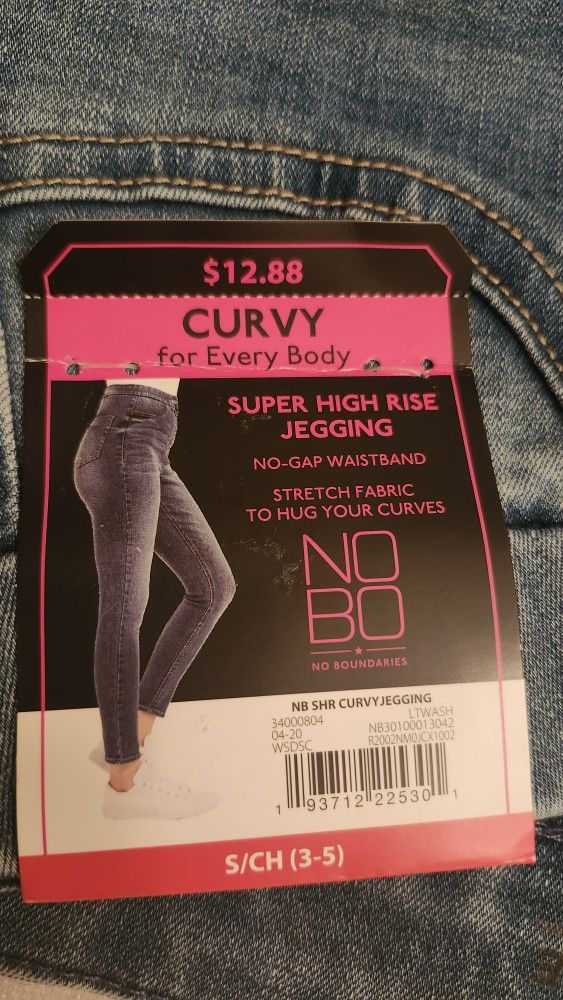 $12.88
CURVY
for Every Body
SUPER HIGH RISE
JEGGING
NO-GAP WAISTBAND
STRETCH FABRIC
TO HUG YOUR CURVES
NO
BO
NO BOUNDARIES
NB SHR CURVYJEGGING
34000804 LTWASH
04-20 NB30100013042
WSDSC R2002NM0JCX1002
1 93712 22530 1
S/CH (3-5)